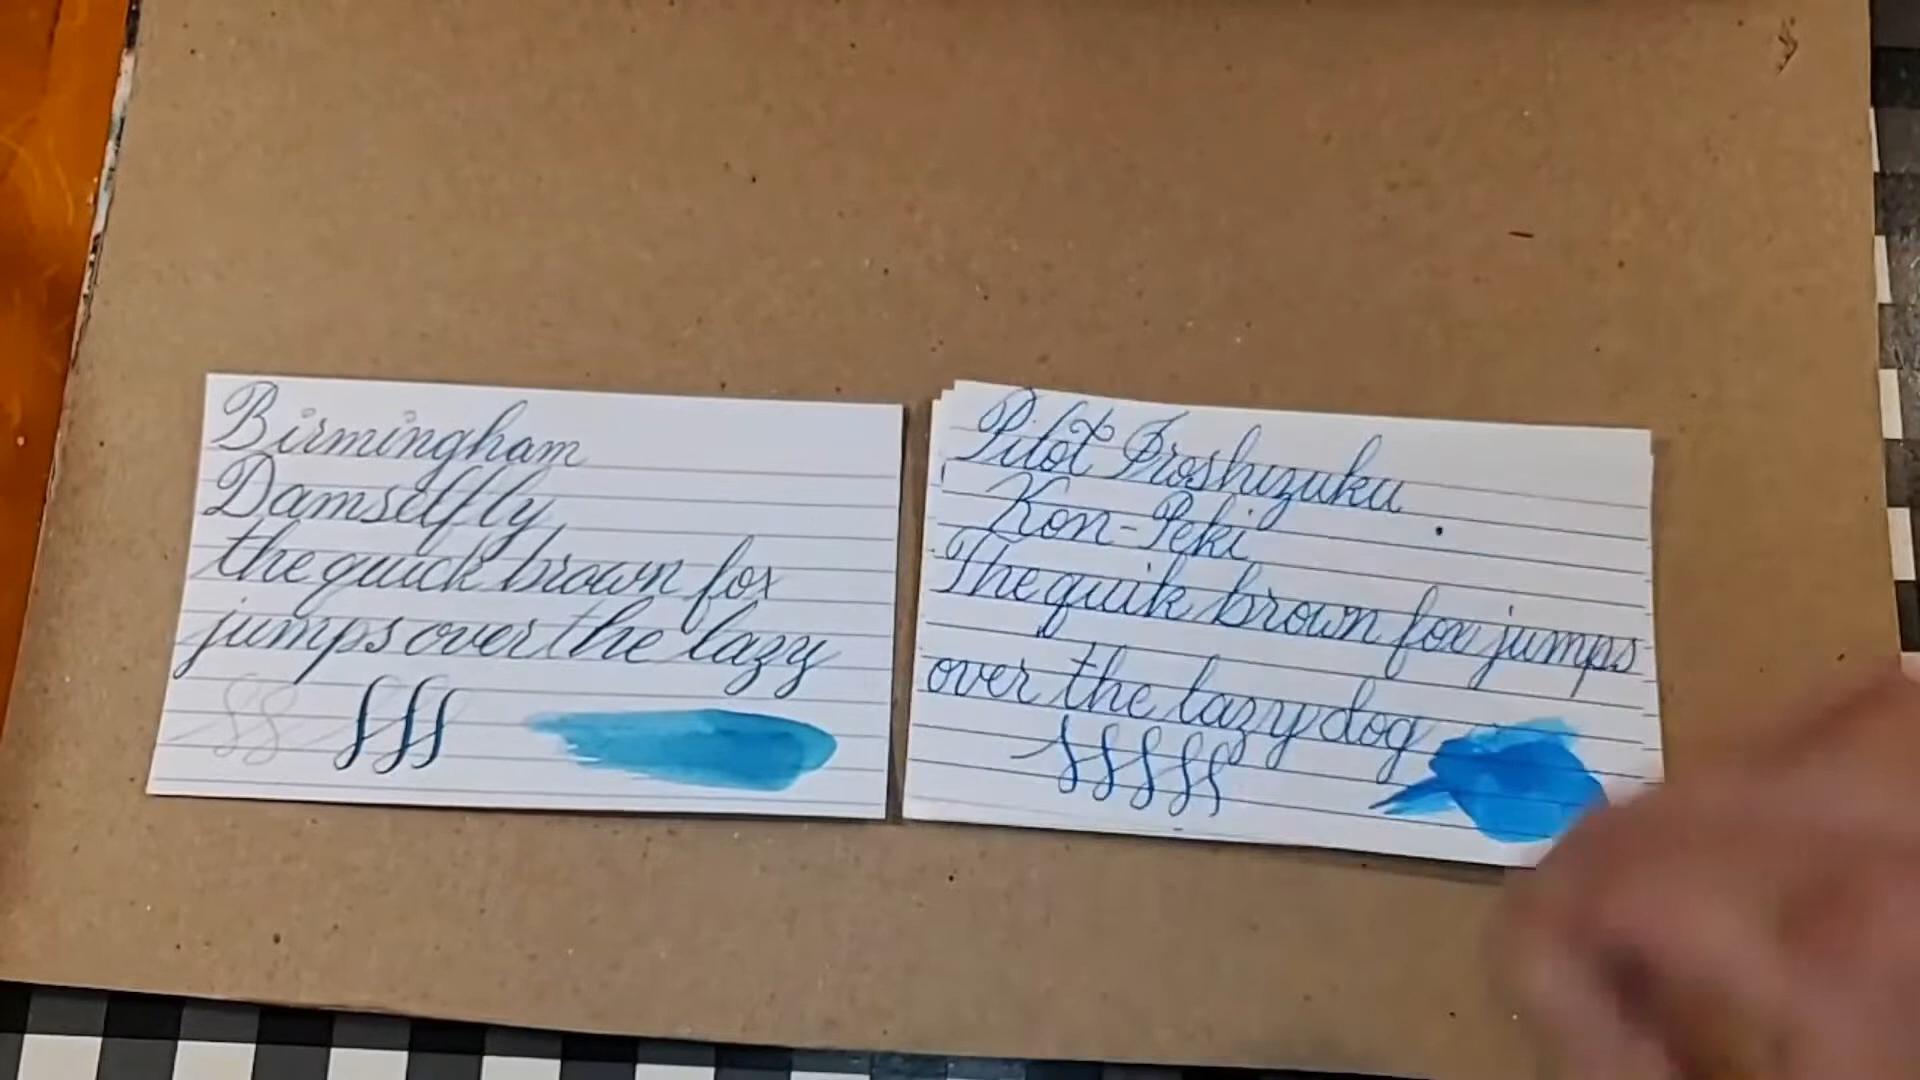 Birmingham
Damselfly
the quick brown fox
jumps over the lazy
Pilot Iroshizuku
Kon-Peki
The quik brown fox jumps
over the lazy dog